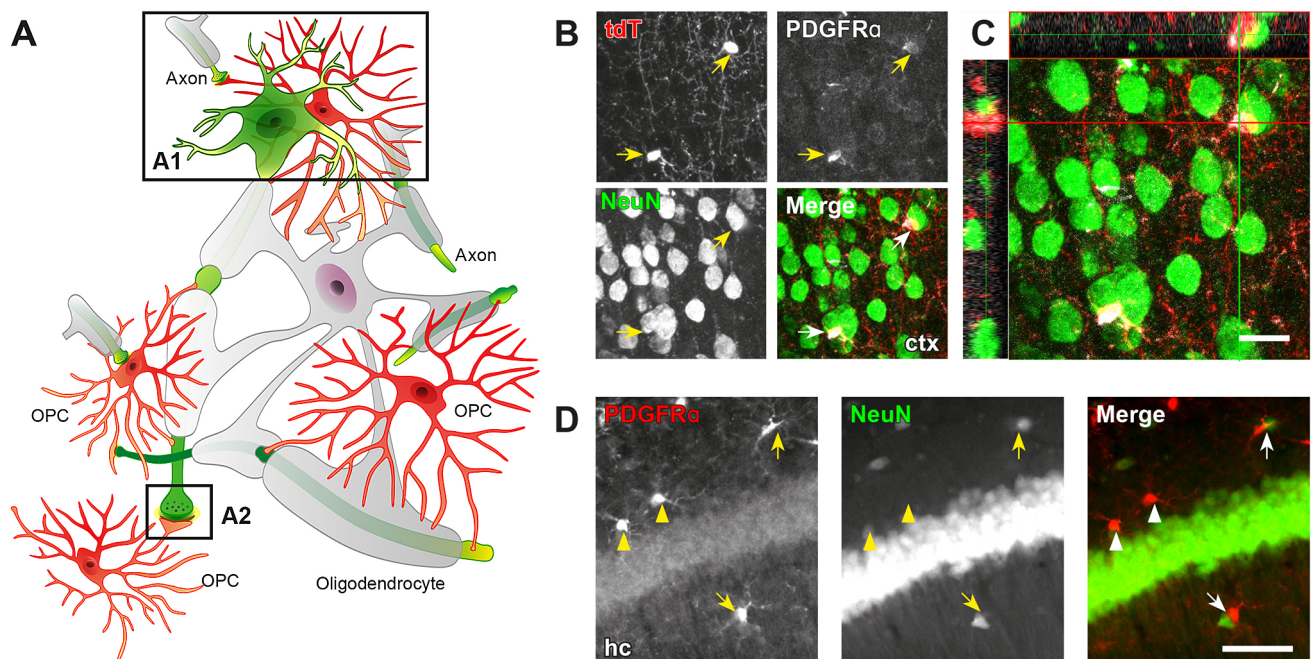 A
Axon
A1
Axon
OPC
OPC
A2
OPC
Oligodendrocyte
B
tdT
PDGFRα
NeuN
Merge
ctx
C
D
PDGFRα
NeuN
Merge
hc